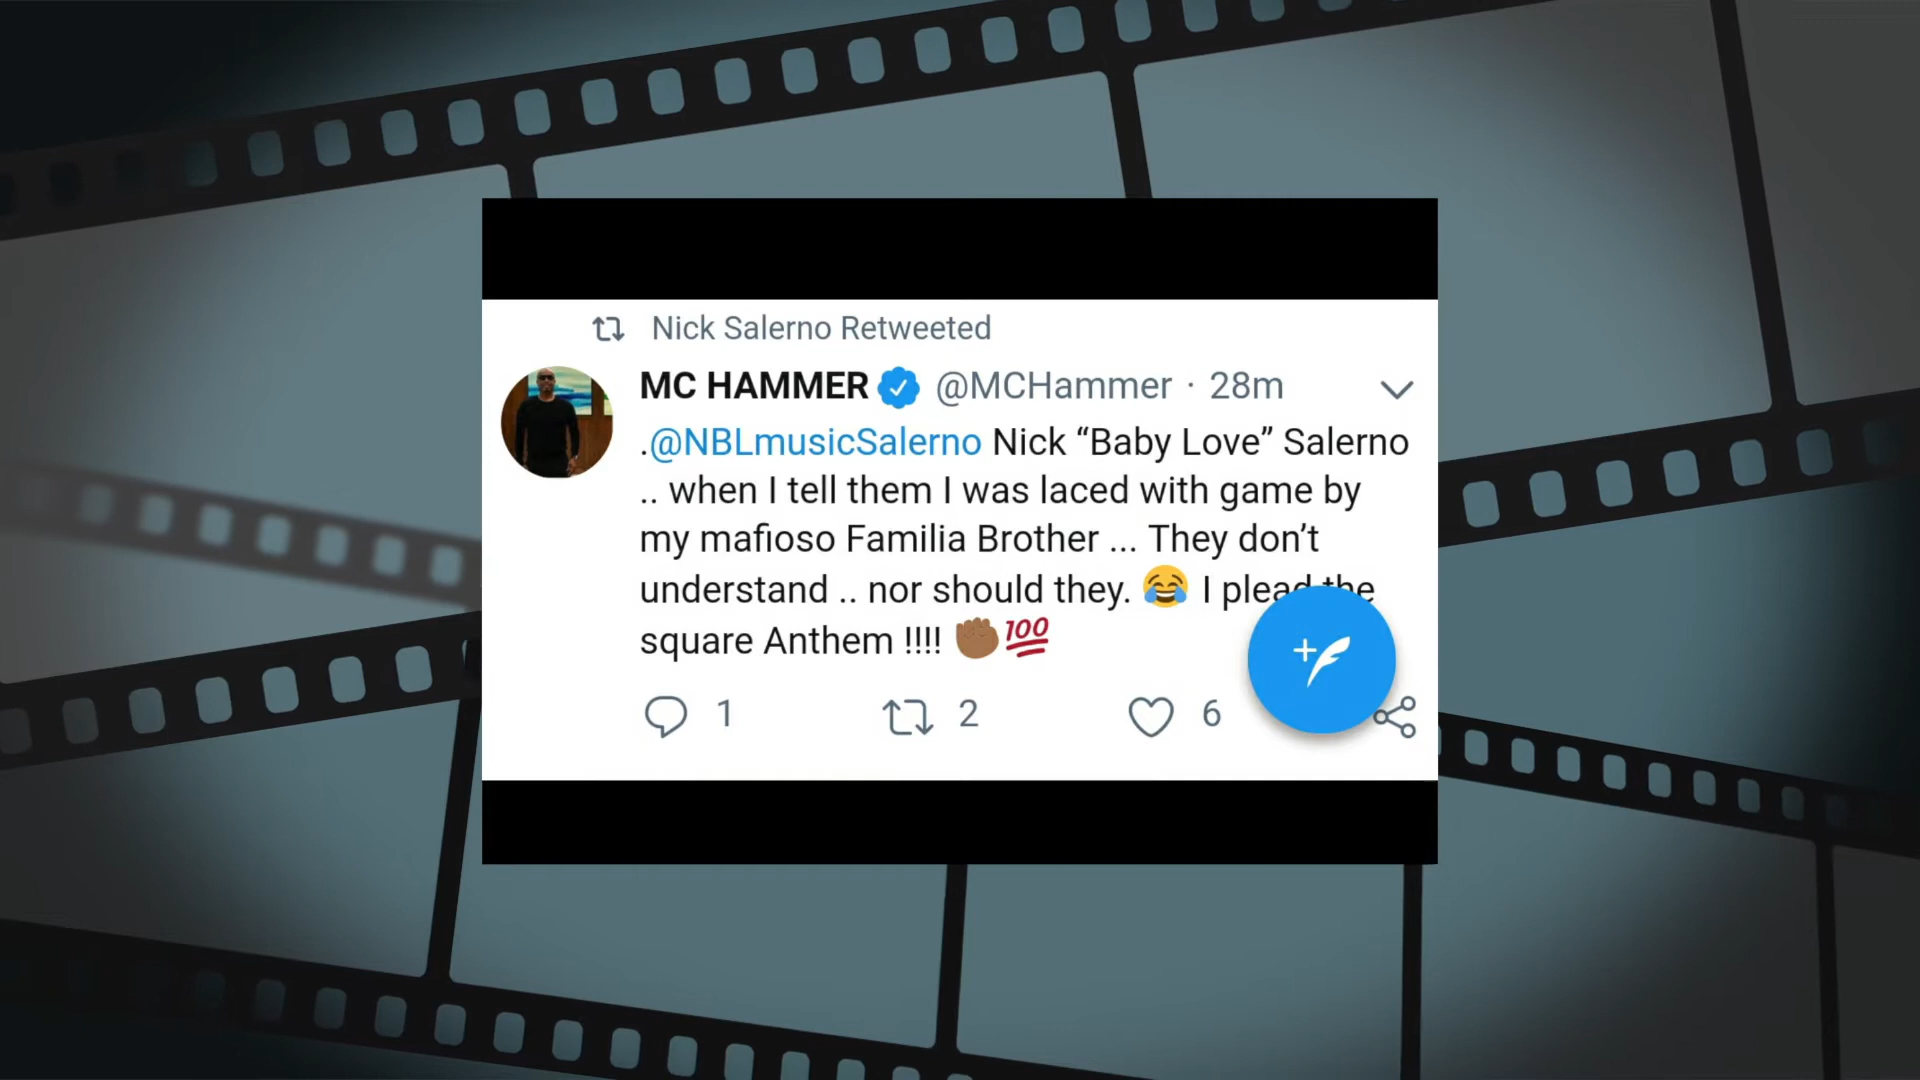 Nick Salerno Retweeted
MC HAMMER @MCHammer · 28m
.@NBLmusicSalerno Nick “Baby Love” Salerno
.. when I tell them I was laced with game by
my mafioso Familia Brother ... They don’t
understand .. nor should they. 😂 I plead the
square Anthem !!!! ✊🏾💯
1 2 6